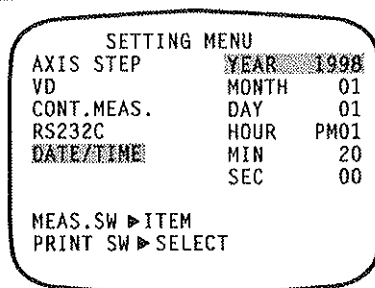 SETTING MENU
AXIS STEP YEAR 1998
VD MONTH 01
CONT.MEAS. DAY 01
RS232C HOUR PM01
DATE/TIME MIN 20
SEC 00
MEAS.SW ▶ ITEM
PRINT SW ▶ SELECT